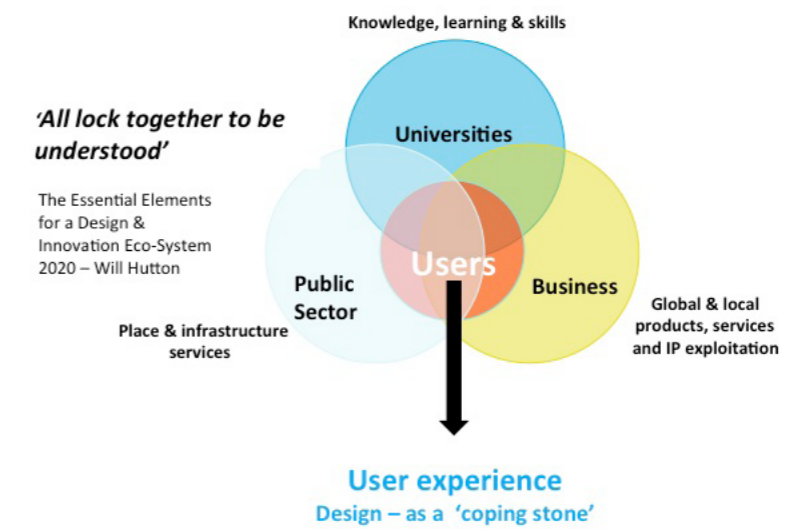 Knowledge, learning & skills
‘All lock together to be
understood’
The Essential Elements
for a Design &
Innovation Eco-System
2020 – Will Hutton
Universities
Users
Public
Sector
Business
Place & infrastructure
services
Global & local
products, services
and IP exploitation
User experience
Design – as a ‘coping stone’